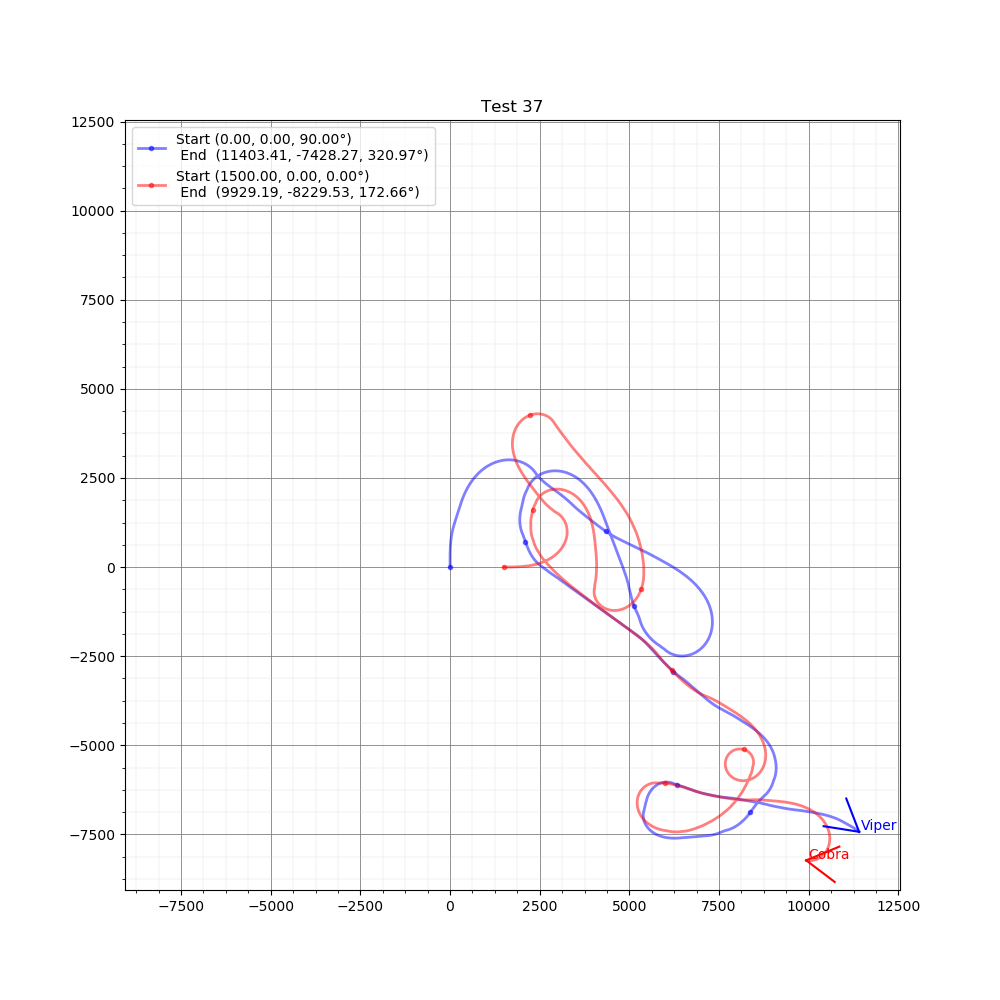 Test 37
Start (0.00, 0.00, 90.00°)
End (11403.41, -7428.27, 320.97°)
Start (1500.00, 0.00, 0.00°)
End (9929.19, -8229.53, 172.66°)
12500
10000
7500
5000
2500
0
−2500
−5000
−7500
Viper
Cobra
−7500 −5000 −2500 0 2500 5000 7500 10000 12500